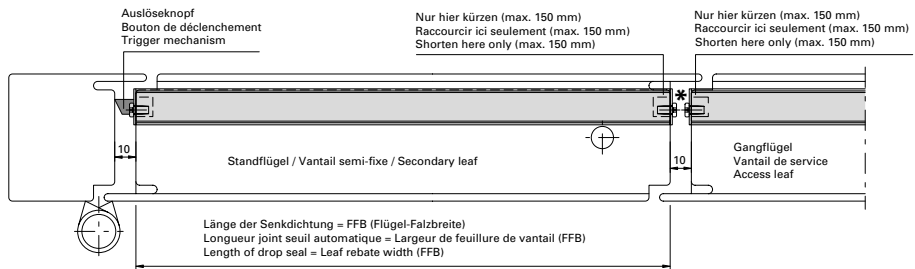 Auslöseknopf
Bouton de déclenchement
Trigger mechanism
Nur hier kürzen (max. 150 mm)
Raccourcir ici seulement (max. 150 mm)
Shorten here only (max. 150 mm)
Nur hier kürzen (max. 150 mm)
Raccourcir ici seulement (max. 150 mm)
Shorten here only (max. 150 mm)
*
10
Standflügel / Vantail semi-fixe / Secondary leaf
10
Gangflügel
Vantail de service
Access leaf
Länge der Senkdichtung = FFB (Flügel-Falzbreite)
Longueur joint seuil automatique = Largeur de feuillure de vantail (FFB)
Length of drop seal = Leaf rebate width (FFB)